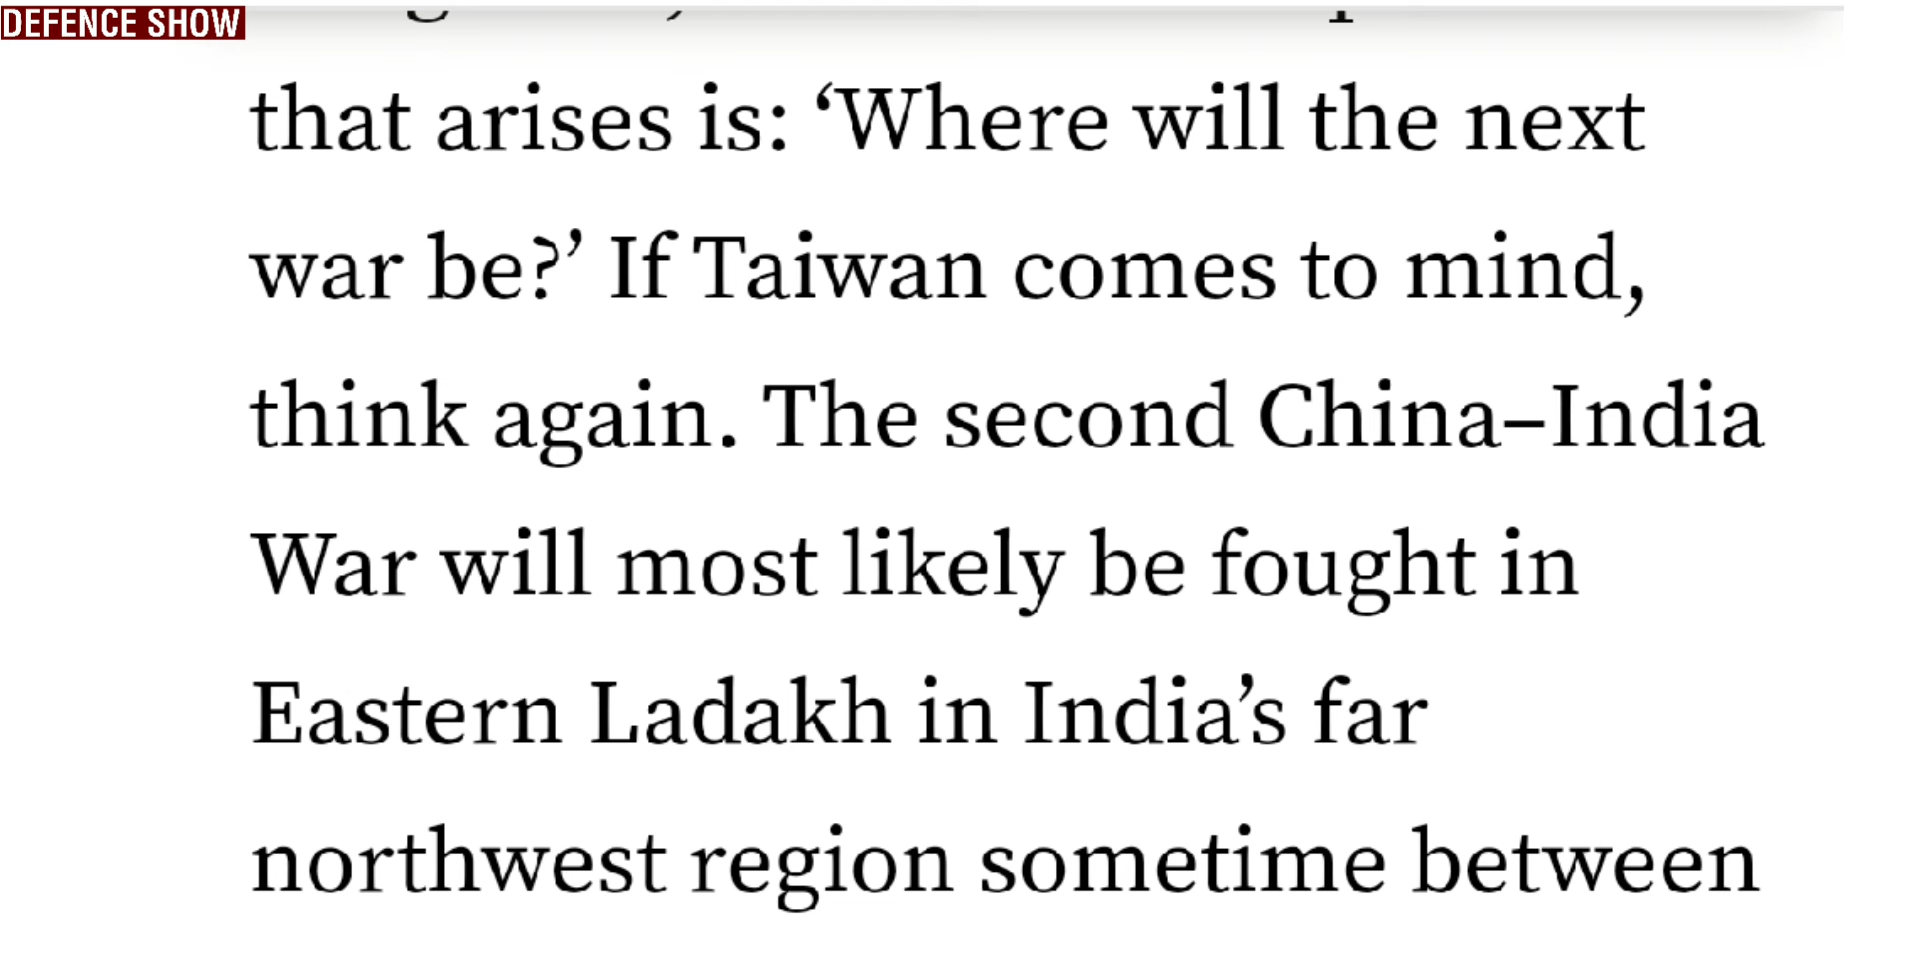 DEFENCE SHOW
that arises is: ‘Where will the next
war be?’ If Taiwan comes to mind,
think again. The second China–India
War will most likely be fought in
Eastern Ladakh in India’s far
northwest region sometime between